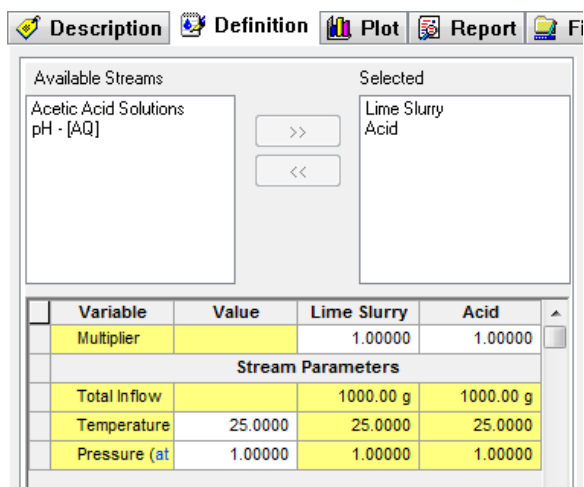 Description Definition Plot Report Fi
Available Streams Selected
Acetic Acid Solutions Lime Slurry
pH - [AQ] Acid
>>
<<
Variable Value Lime Slurry Acid
Multiplier 1.00000 1.00000
Stream Parameters
Total Inflow 1000.00 g 1000.00 g
Temperature 25.0000 25.0000 25.0000
Pressure (at 1.00000 1.00000 1.00000